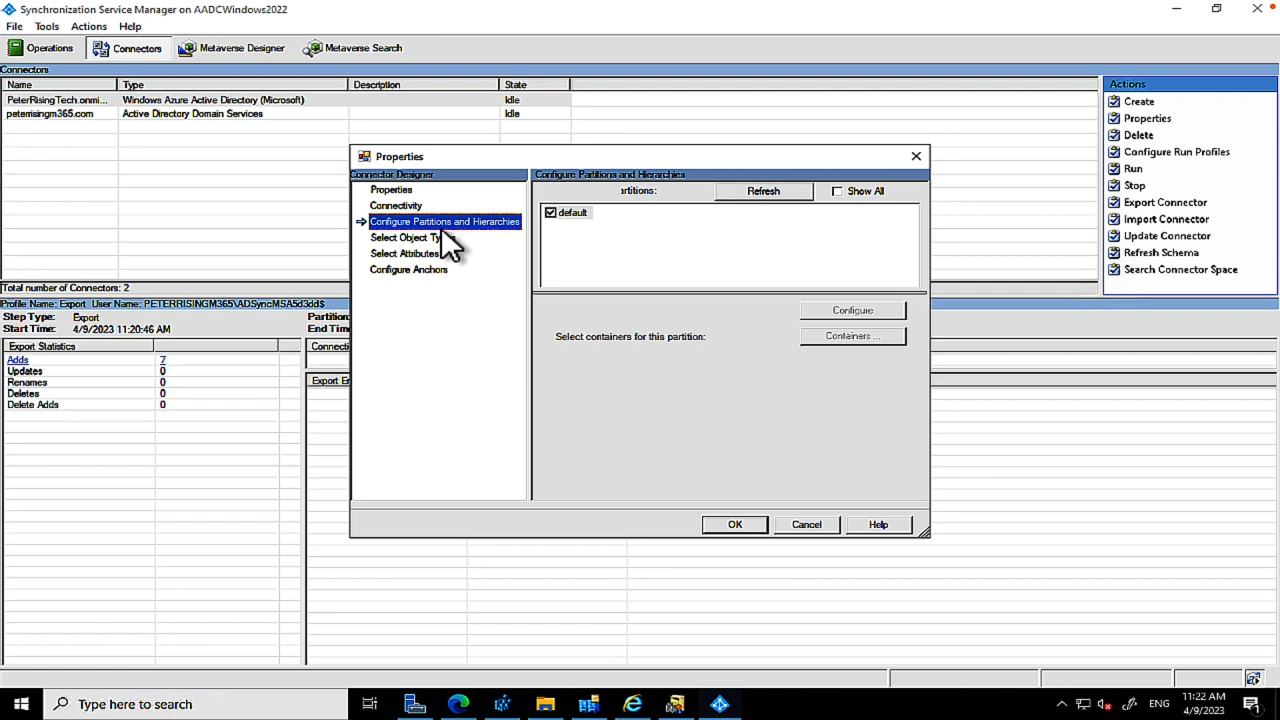 Synchronization Service Manager on AADCWindows2022
File Tools Actions Help
Operations Connectors Metaverse Designer Metaverse Search
Connectors
Name Type Description State
PeterRisingTech.onmi... Windows Azure Active Directory (Microsoft) Idle
peterrisingm365.com Active Directory Domain Services Idle
Total number of Connectors: 2
Actions
Create
Properties
Delete
Configure Run Profiles
Run
Stop
Export Connector
Import Connector
Update Connector
Refresh Schema
Search Connector Space
Properties
Connector Designer
Properties
Connectivity
Configure Partitions and Hierarchies
Select Object Ty
Select Attributes
Configure Anchors
Configure Partitions and Hierarchies
artitions: Refresh Show All
default
Configure
Select containers for this partition: Containers ...
OK Cancel Help
Profile Name: Export User Name: PETERRISINGM365\ADSyncMSA5d3dd$
Step Type: Export Partition
Start Time: 4/9/2023 11:20:46 AM End Tim
Export Statistics Connecti
Adds 7
Updates 0
Renames 0
Deletes 0
Delete Adds 0
Export Er
Type here to search
ENG
11:22 AM
4/9/2023
1